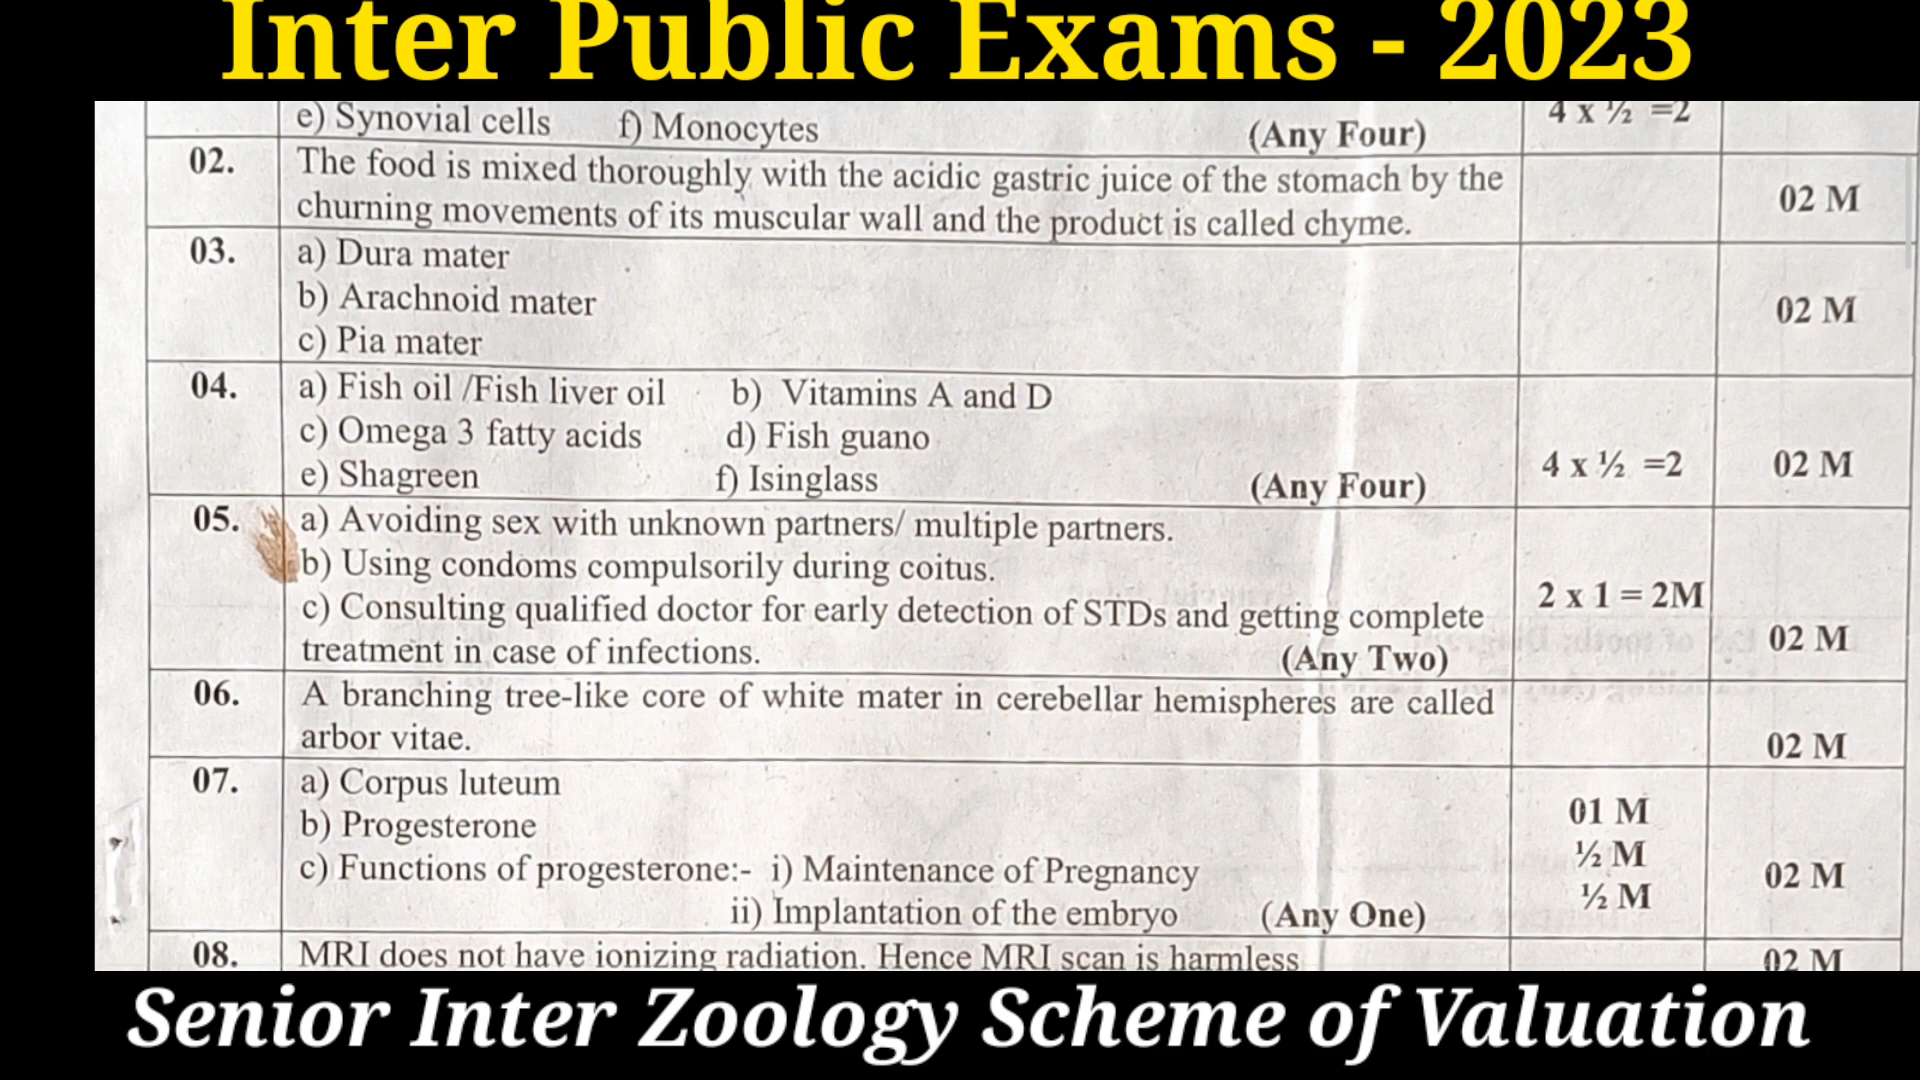 Inter Public Exams - 2023
e) Synovial cells f) Monocytes (Any Four) 4 x ½ =2
02. The food is mixed thoroughly with the acidic gastric juice of the stomach by the
churning movements of its muscular wall and the product is called chyme. 02 M
03. a) Dura mater
b) Arachnoid mater 02 M
c) Pia mater
04. a) Fish oil /Fish liver oil b) Vitamins A and D
c) Omega 3 fatty acids d) Fish guano
e) Shagreen f) Isinglass (Any Four) 4 x ½ =2 02 M
05. a) Avoiding sex with unknown partners/ multiple partners.
b) Using condoms compulsorily during coitus.
c) Consulting qualified doctor for early detection of STDs and getting complete 2 x 1 = 2M
treatment in case of infections. (Any Two) 02 M
06. A branching tree-like core of white mater in cerebellar hemispheres are called
arbor vitae. 02 M
07. a) Corpus luteum 01 M
b) Progesterone ½ M
c) Functions of progesterone:- i) Maintenance of Pregnancy ½ M 02 M
ii) Implantation of the embryo (Any One)
08. MRI does not have ionizing radiation. Hence MRI scan is harmless 02 M
Senior Inter Zoology Scheme of Valuation